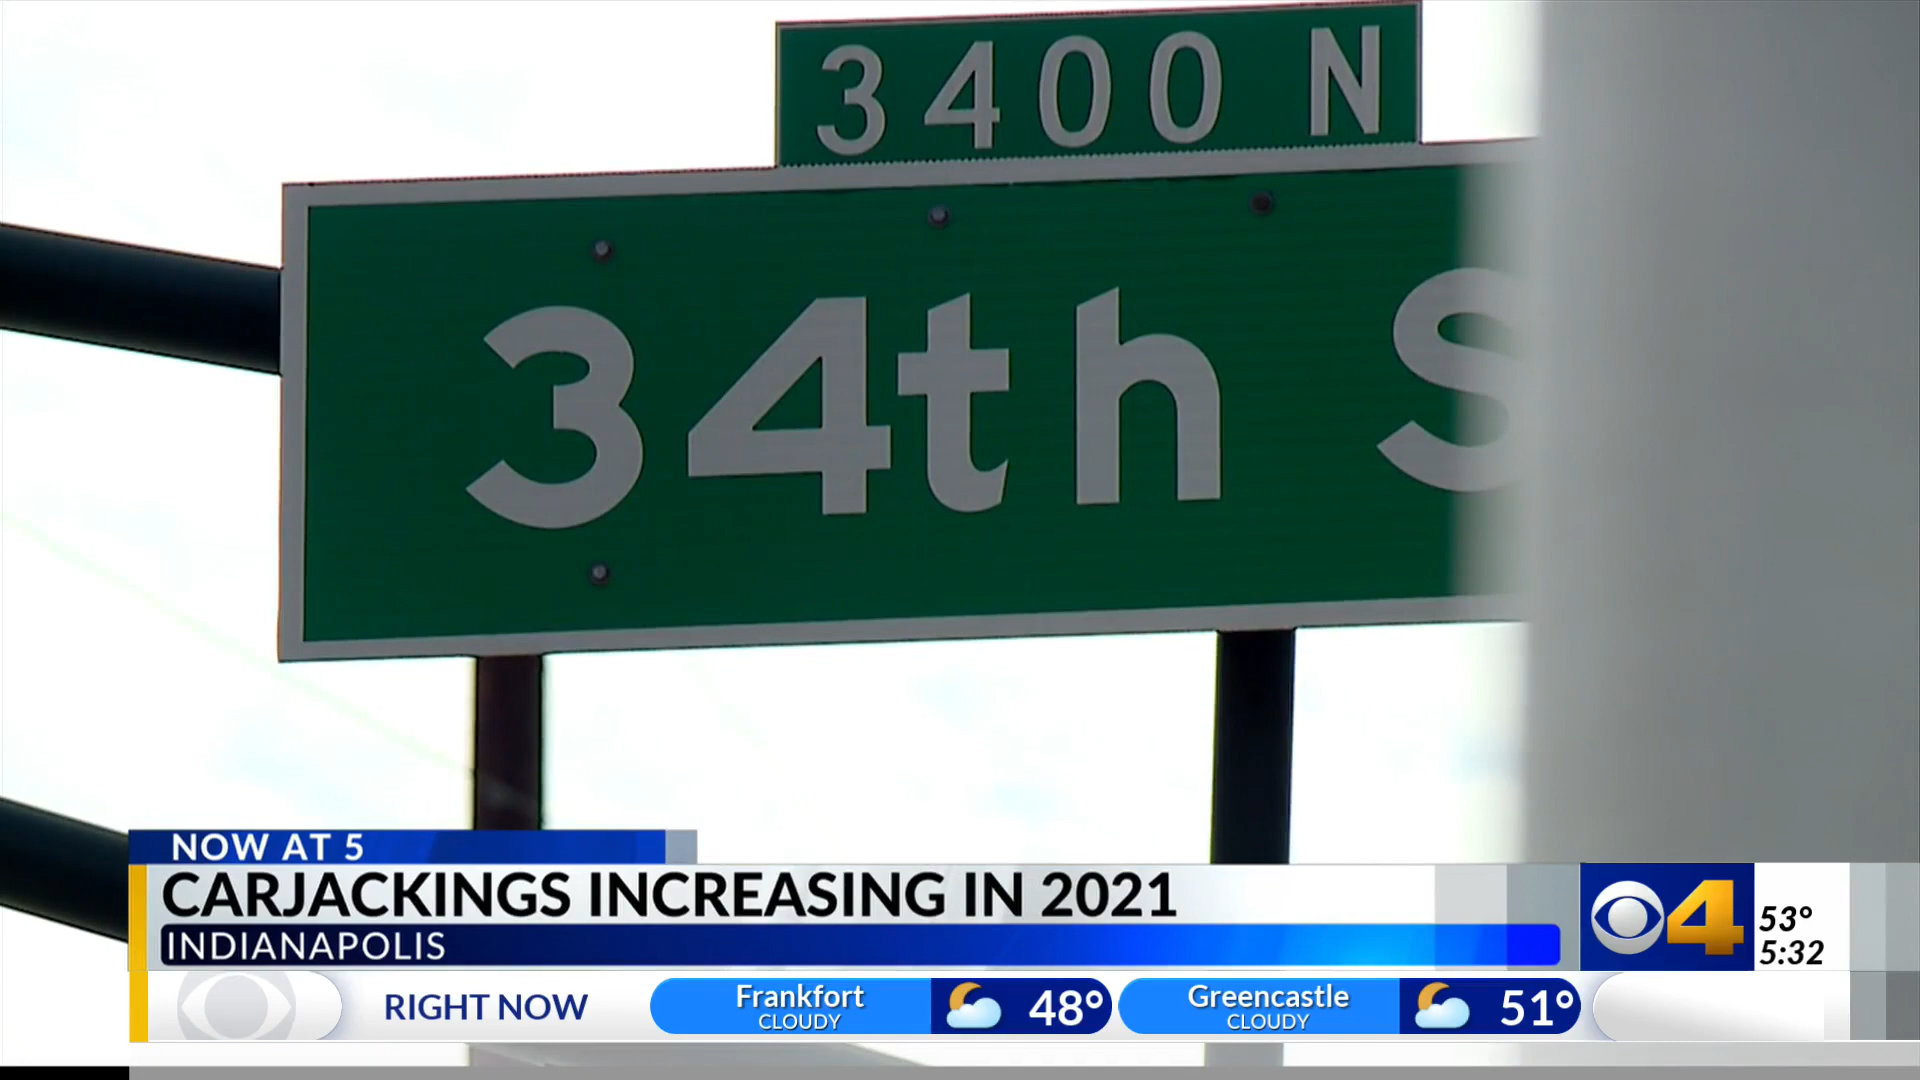 3400 N
34th S
NOW AT 5
CARJACKINGS INCREASING IN 2021
INDIANAPOLIS
4
53°
5:32
RIGHT NOW
Frankfort
CLOUDY
48°
Greencastle
CLOUDY
51°